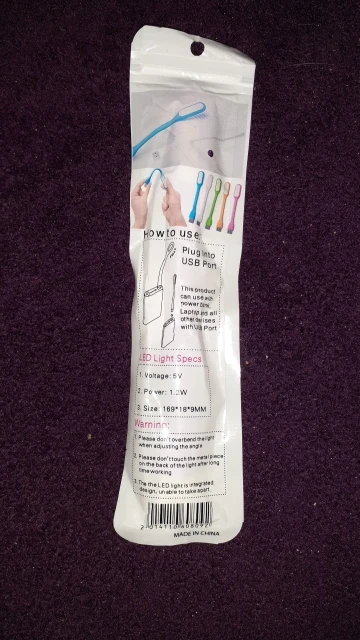 How to use:
Plug into
USB Port
This product
can use with
power bank,
Laptop and all
other devises
with USB Port
LED Light Specs
1. Voltage: 5V
2. Power: 1.2W
3. Size: 169*18*9MM
Warning:
1. Please don't overbend the light
when adjusting the angle
2. Please don't touch the metal piece
on the back of the light after long
time working
3. The the LED light is integrated
design, unable to take apart
MADE IN CHINA